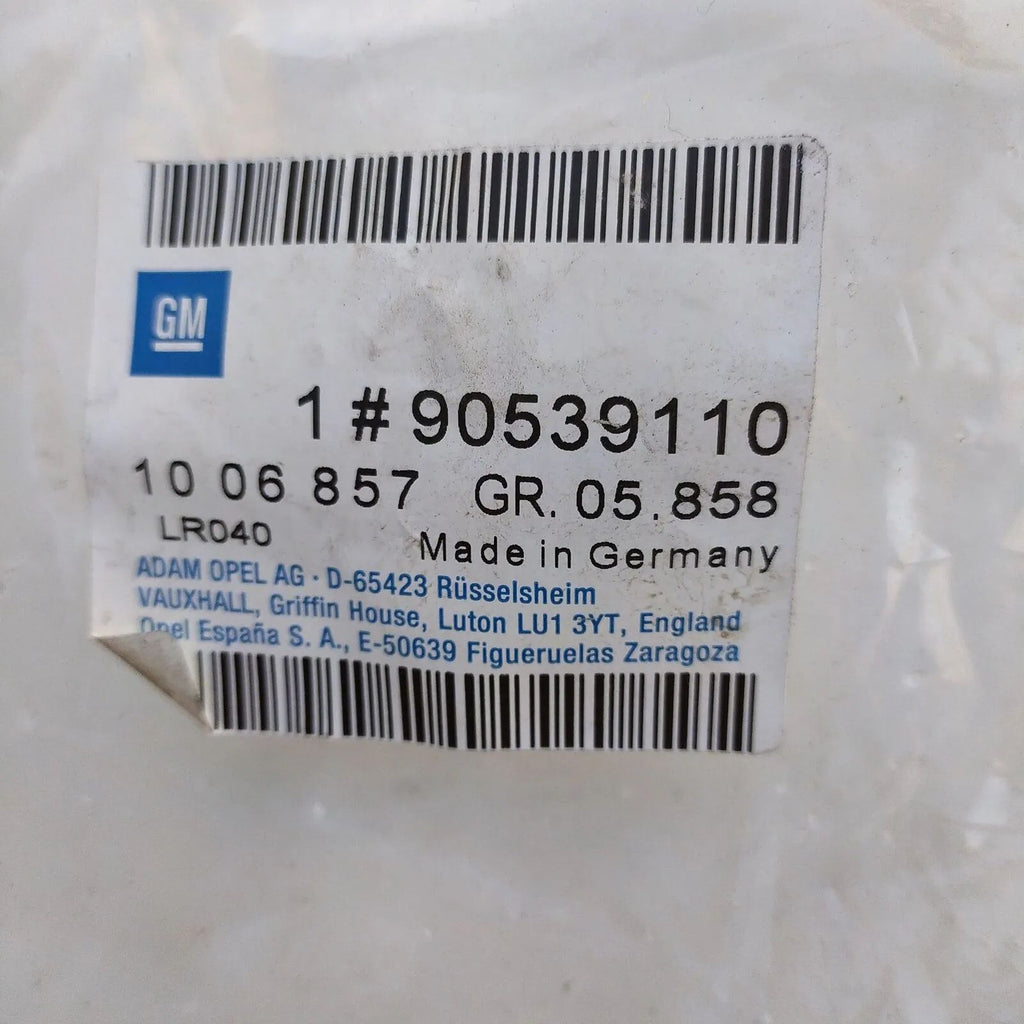 GM
1 # 90539110
10 06 857 GR. 05.858
LR040
Made in Germany
ADAM OPEL AG · D-65423 Rüsselsheim
VAUXHALL, Griffin House, Luton LU1 3YT, England
Opel España S. A., E-50639 Figueruelas Zaragoza